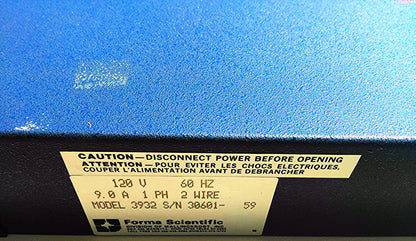 CAUTION—DISCONNECT POWER BEFORE OPENING
ATTENTION—POUR EVITER LES CHOCS ELECTRIQUES,
COUPER L'ALIMENTATION AVANT DE DEBRANCHER
120 V 60 HZ
9.0 A 1 PH 2 WIRE
MODEL 3932 S/N 30601- 59
Forma Scientific